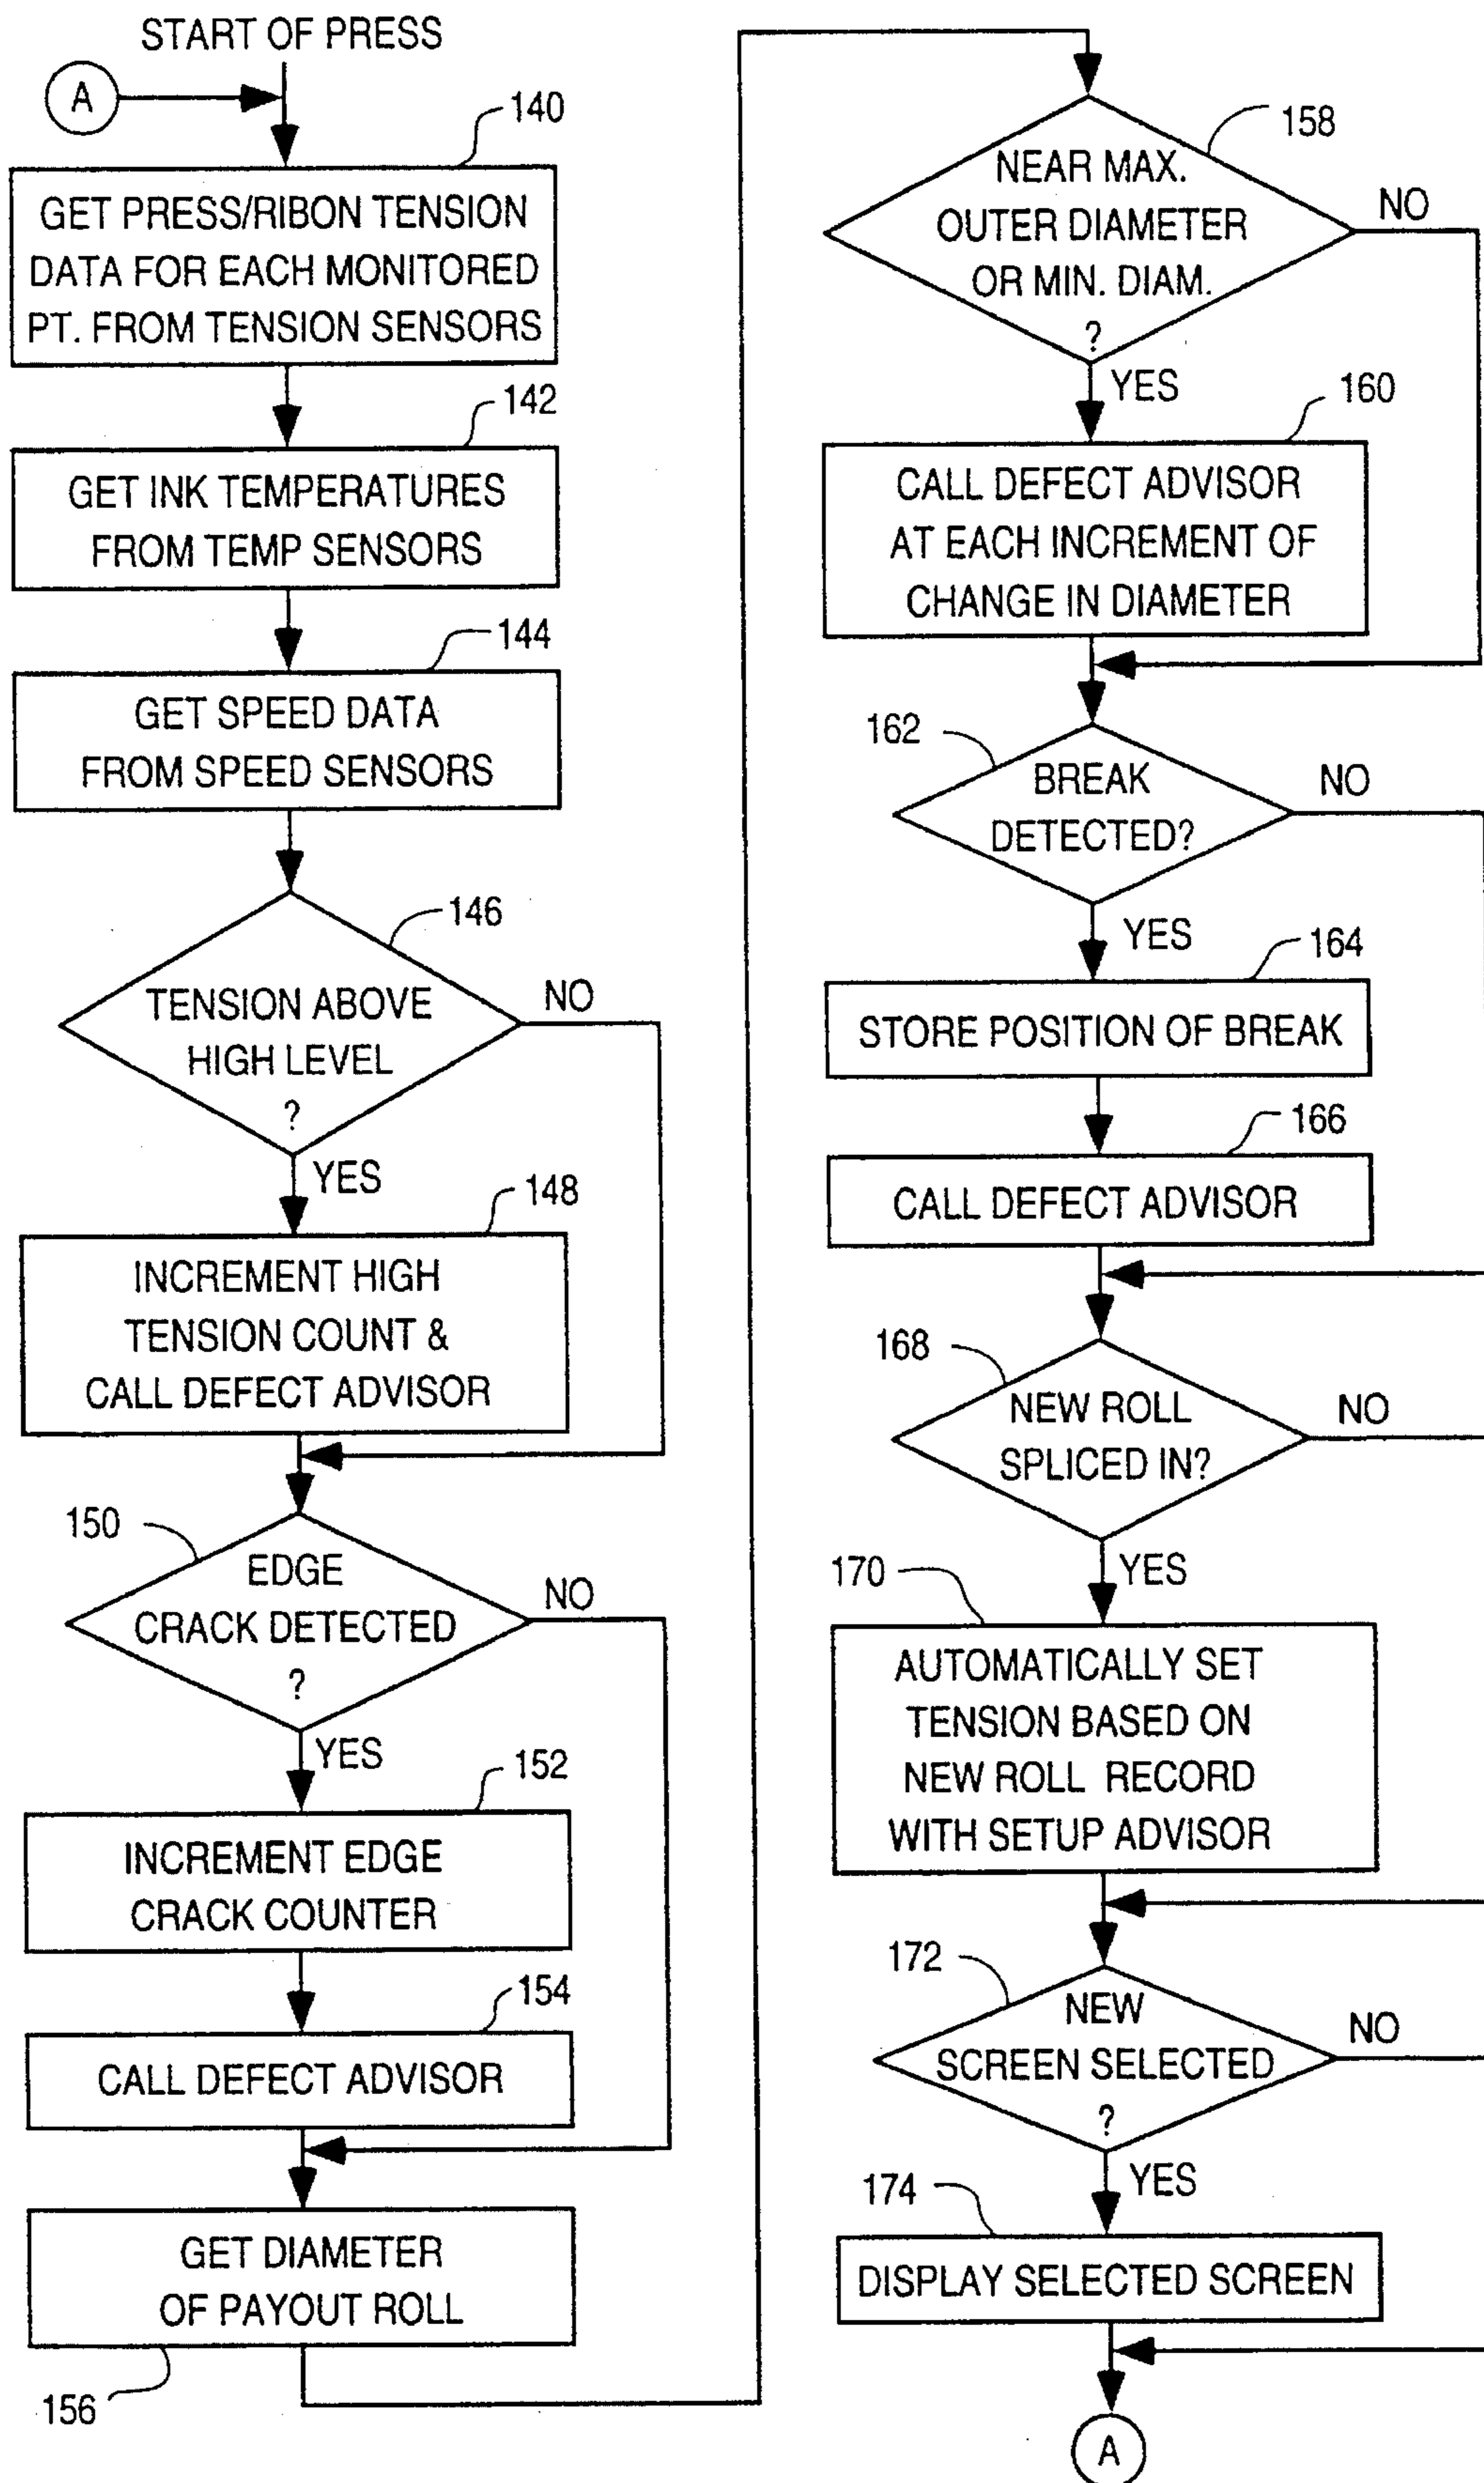 START OF PRESS
A
140
GET PRESS/RIBON TENSION
DATA FOR EACH MONITORED
PT. FROM TENSION SENSORS
142
GET INK TEMPERATURES
FROM TEMP SENSORS
144
GET SPEED DATA
FROM SPEED SENSORS
146
TENSION ABOVE
HIGH LEVEL
?
NO
YES
148
INCREMENT HIGH
TENSION COUNT &
CALL DEFECT ADVISOR
150
EDGE
CRACK DETECTED
?
NO
YES
152
INCREMENT EDGE
CRACK COUNTER
154
CALL DEFECT ADVISOR
GET DIAMETER
OF PAYOUT ROLL
156
158
NEAR MAX.
OUTER DIAMETER
OR MIN. DIAM.
?
NO
YES
160
CALL DEFECT ADVISOR
AT EACH INCREMENT OF
CHANGE IN DIAMETER
162
BREAK
DETECTED?
NO
YES
164
STORE POSITION OF BREAK
166
CALL DEFECT ADVISOR
168
NEW ROLL
SPLICED IN?
NO
YES
170
AUTOMATICALLY SET
TENSION BASED ON
NEW ROLL RECORD
WITH SETUP ADVISOR
172
NEW
SCREEN SELECTED
?
NO
YES
174
DISPLAY SELECTED SCREEN
A